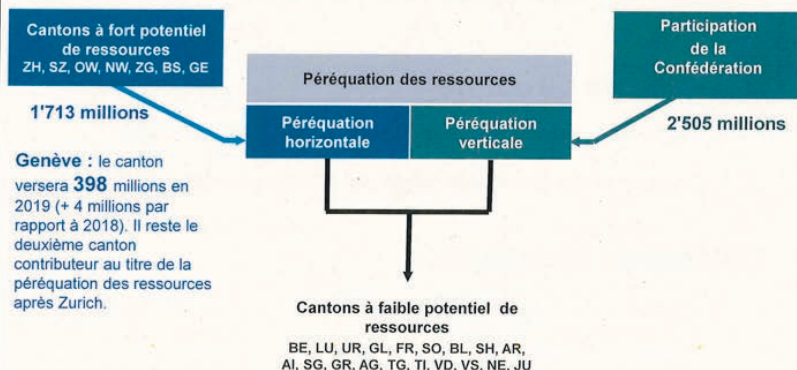 Cantons à fort potentiel
de ressources
ZH, SZ, OW, NW, ZG, BS, GE
Participation
de la
Confédération
Péréquation des ressources
1'713 millions
Péréquation
horizontale
Péréquation
verticale
2'505 millions
Genève : le canton
versera 398 millions en
2019 (+ 4 millions par
rapport à 2018). Il reste le
deuxième canton
contributeur au titre de la
péréquation des ressources
après Zurich.
Cantons à faible potentiel de
ressources
BE, LU, UR, GL, FR, SO, BL, SH, AR,
AI, SG, GR, AG, TG, TI, VD, VS, NE, JU